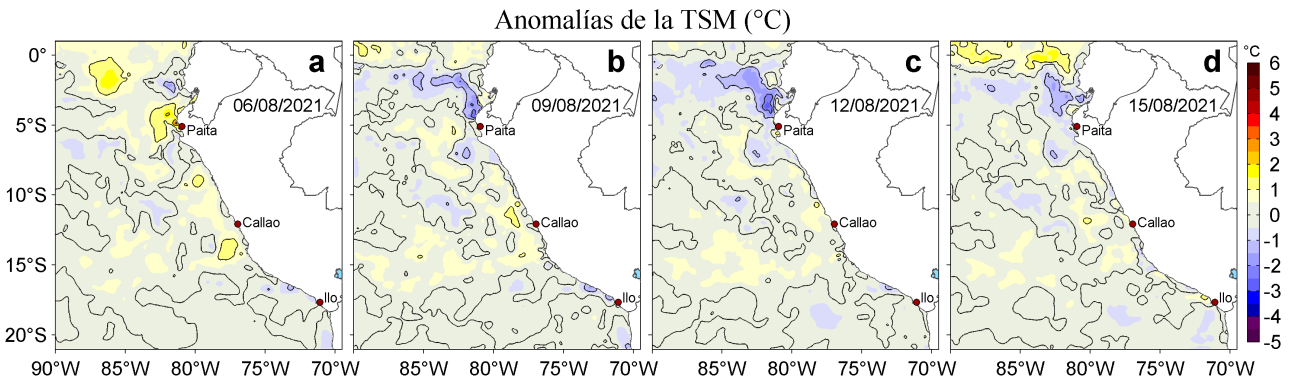 Anomalías de la TSM (°C)
a
b
c
d
°C
06/08/2021
09/08/2021
12/08/2021
15/08/2021
Paita
Paita
Paita
Paita
Callao
Callao
Callao
Callao
Ilo
Ilo
Ilo
Ilo
0°
5°S
10°S
15°S
20°S
90°W
85°W
80°W
75°W
70°W
85°W
80°W
75°W
70°W
85°W
80°W
75°W
70°W
85°W
80°W
75°W
70°W
6
5
4
3
2
1
0
-1
-2
-3
-4
-5